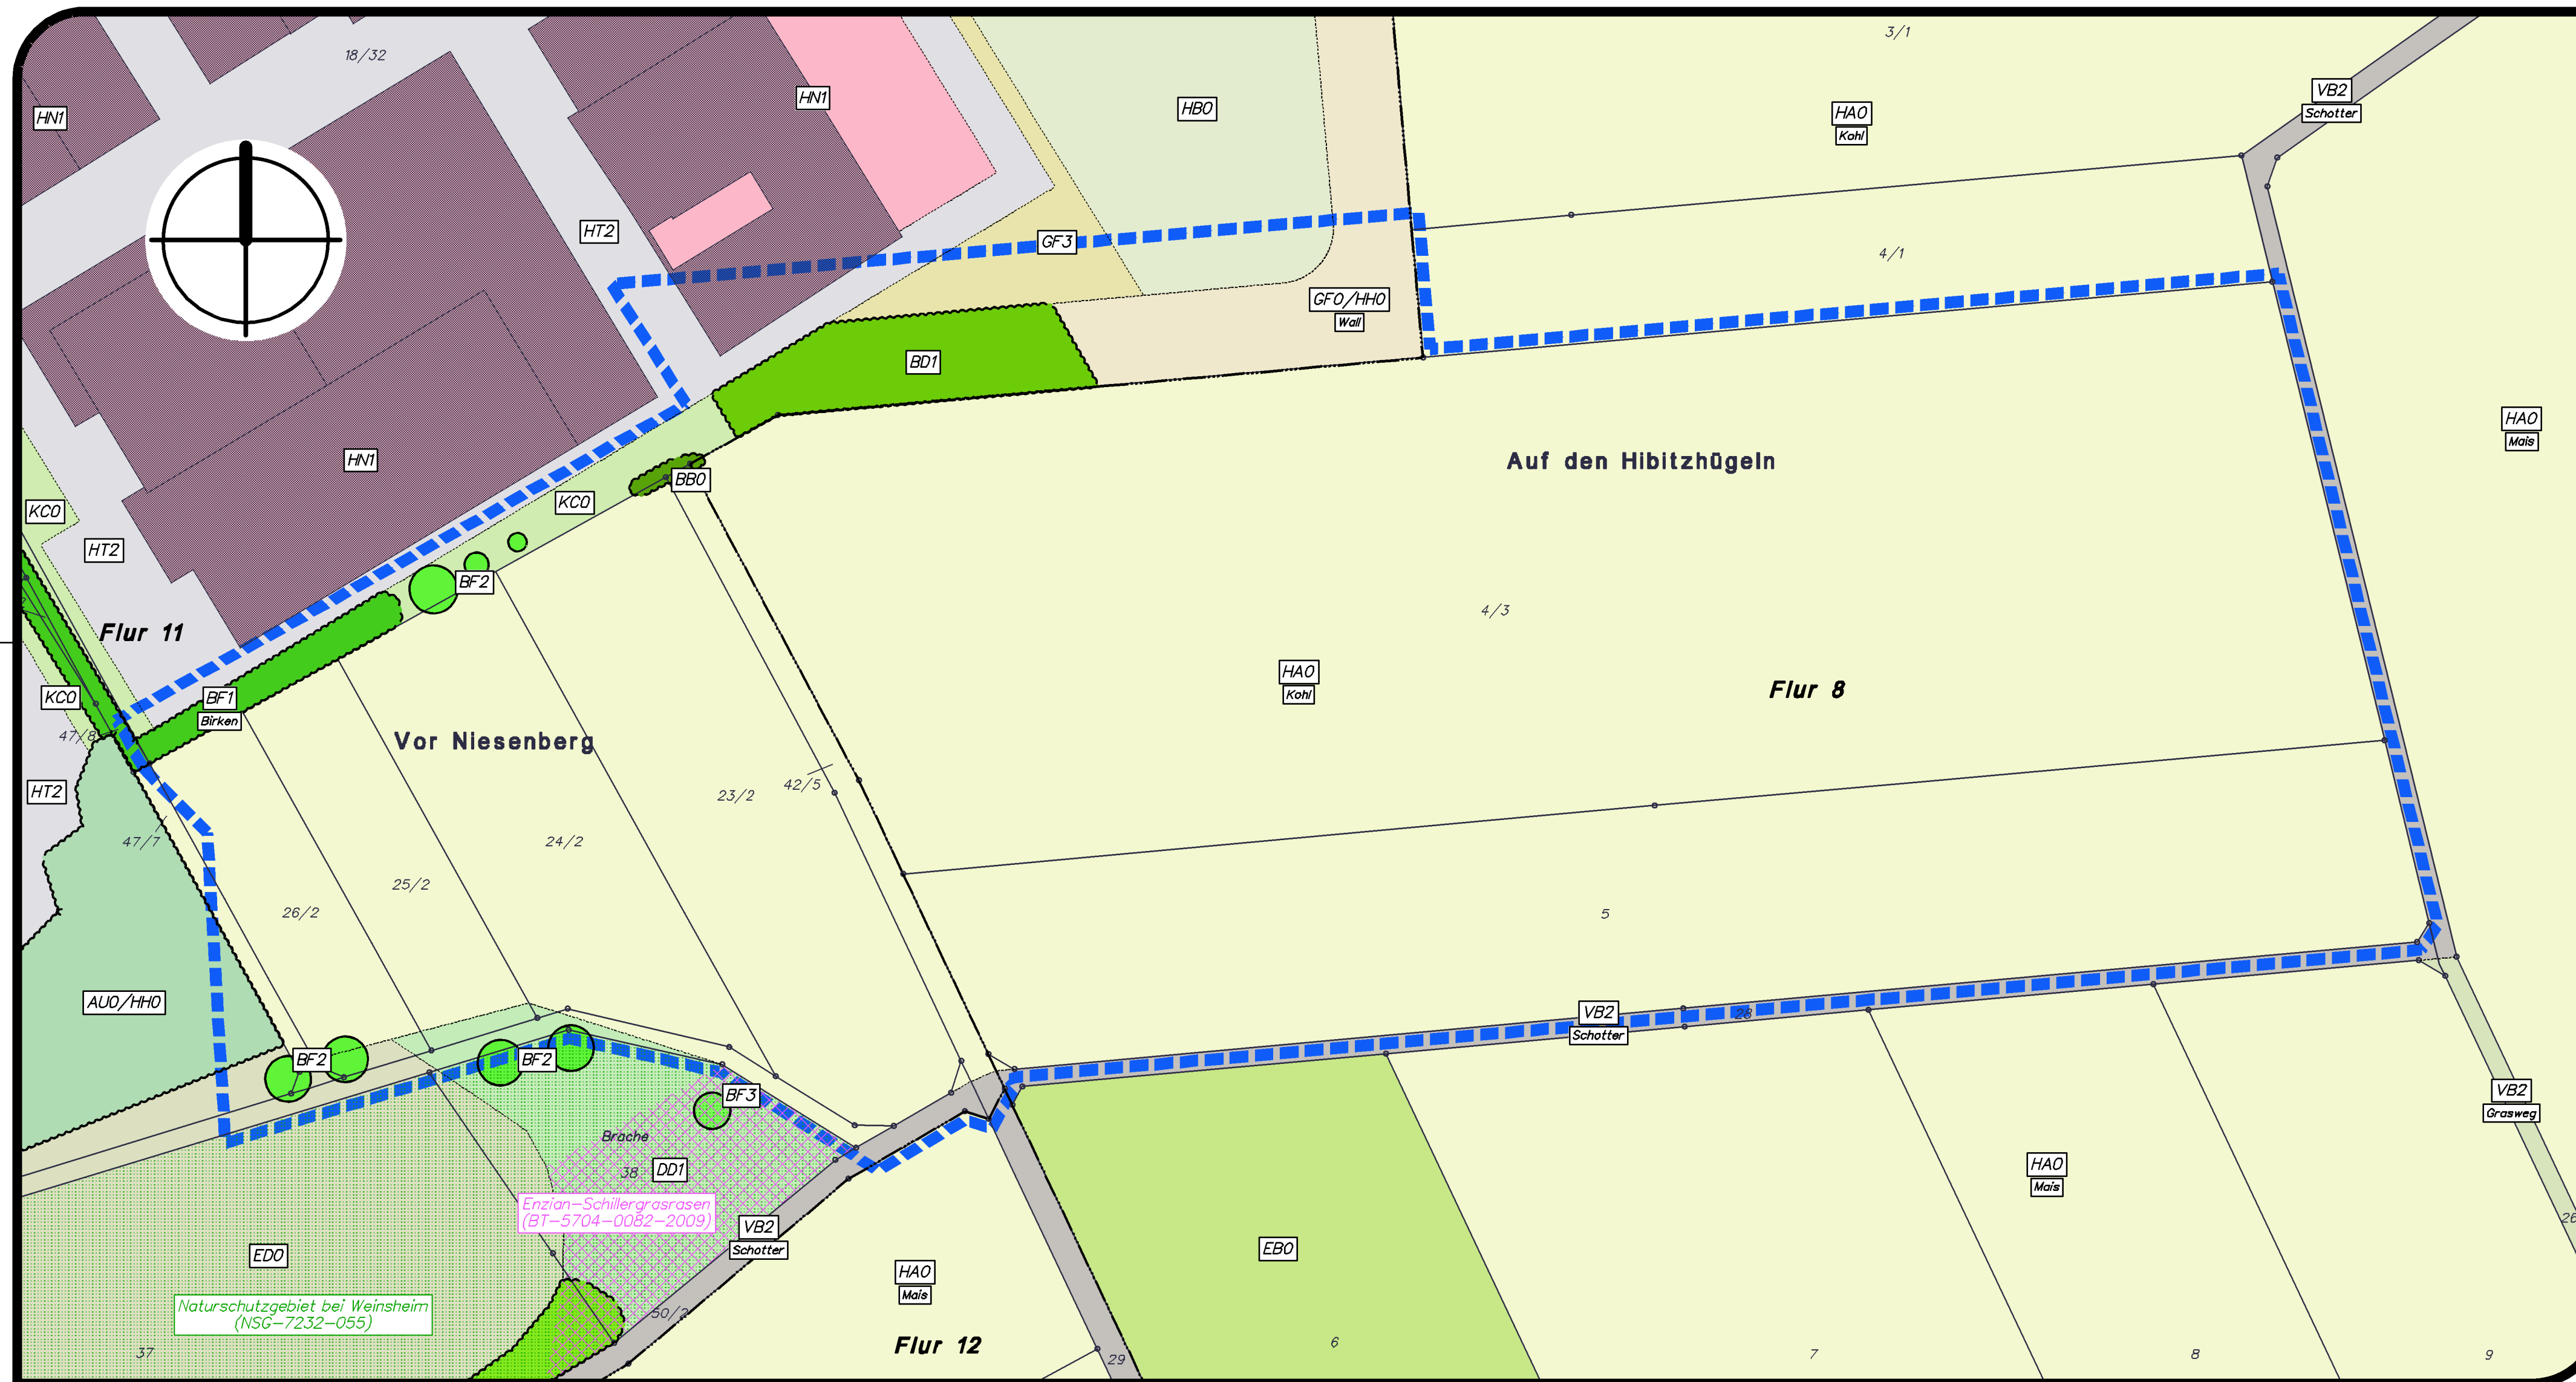 3/1
18/32
VB2
Schotter
HN1
HN1
HB0
HA0
Kohl
HT2
GF3
4/1
GF0/HH0
Wall
BD1
HA0
Mais
Auf den Hibitzhügeln
HN1
BB0
KC0
KC0
HT2
BF2
4/3
Flur 11
HA0
Kohl
Flur 8
KC0
BF1
Birken
47/8
Vor Niesenberg
HT2
42/5
23/2
47/7
24/2
25/2
26/2
5
AU0/HH0
VB2
Schotter
28
BF2
BF2
BF3
VB2
Grasweg
Brache
38
DD1
HA0
Mais
Enzian-Schillergrasrasen
(BT-5704-0082-2009)
VB2
Schotter
26
ED0
EB0
HA0
Mais
Naturschutzgebiet bei Weinsheim
(NSG-7232-055)
50/2
Flur 12
6
37
29
7
8
9